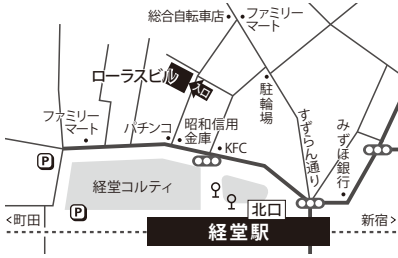 総合自転車店
ファミリー
マート
ローラスビル
入口
駐輪場
すずらん通り
みずほ銀行
ファミリー
マート
パチンコ
昭和信用
金庫
KFC
P
経堂コルティ
P
北口
<町田
経堂駅
新宿>